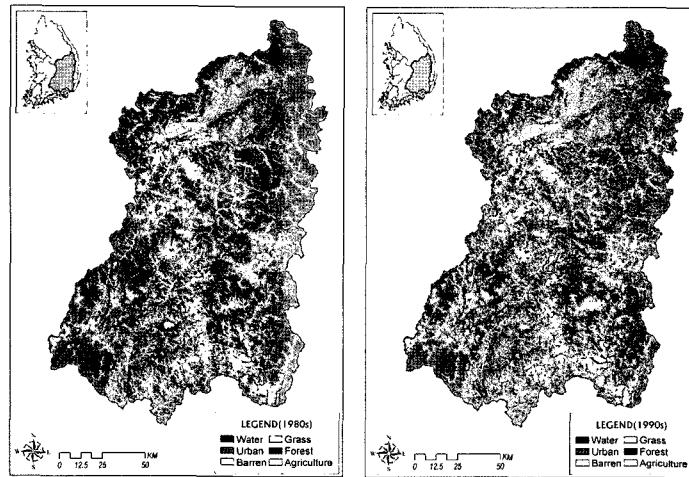 LEGEND(1980s)
Water Grass
Urban Forest
Barren Agriculture
N
W E
S
0 12.5 25 50 KM
LEGEND(1990s)
Water Grass
Urban Forest
Barren Agriculture
N
W E
S
0 12.5 25 50 KM